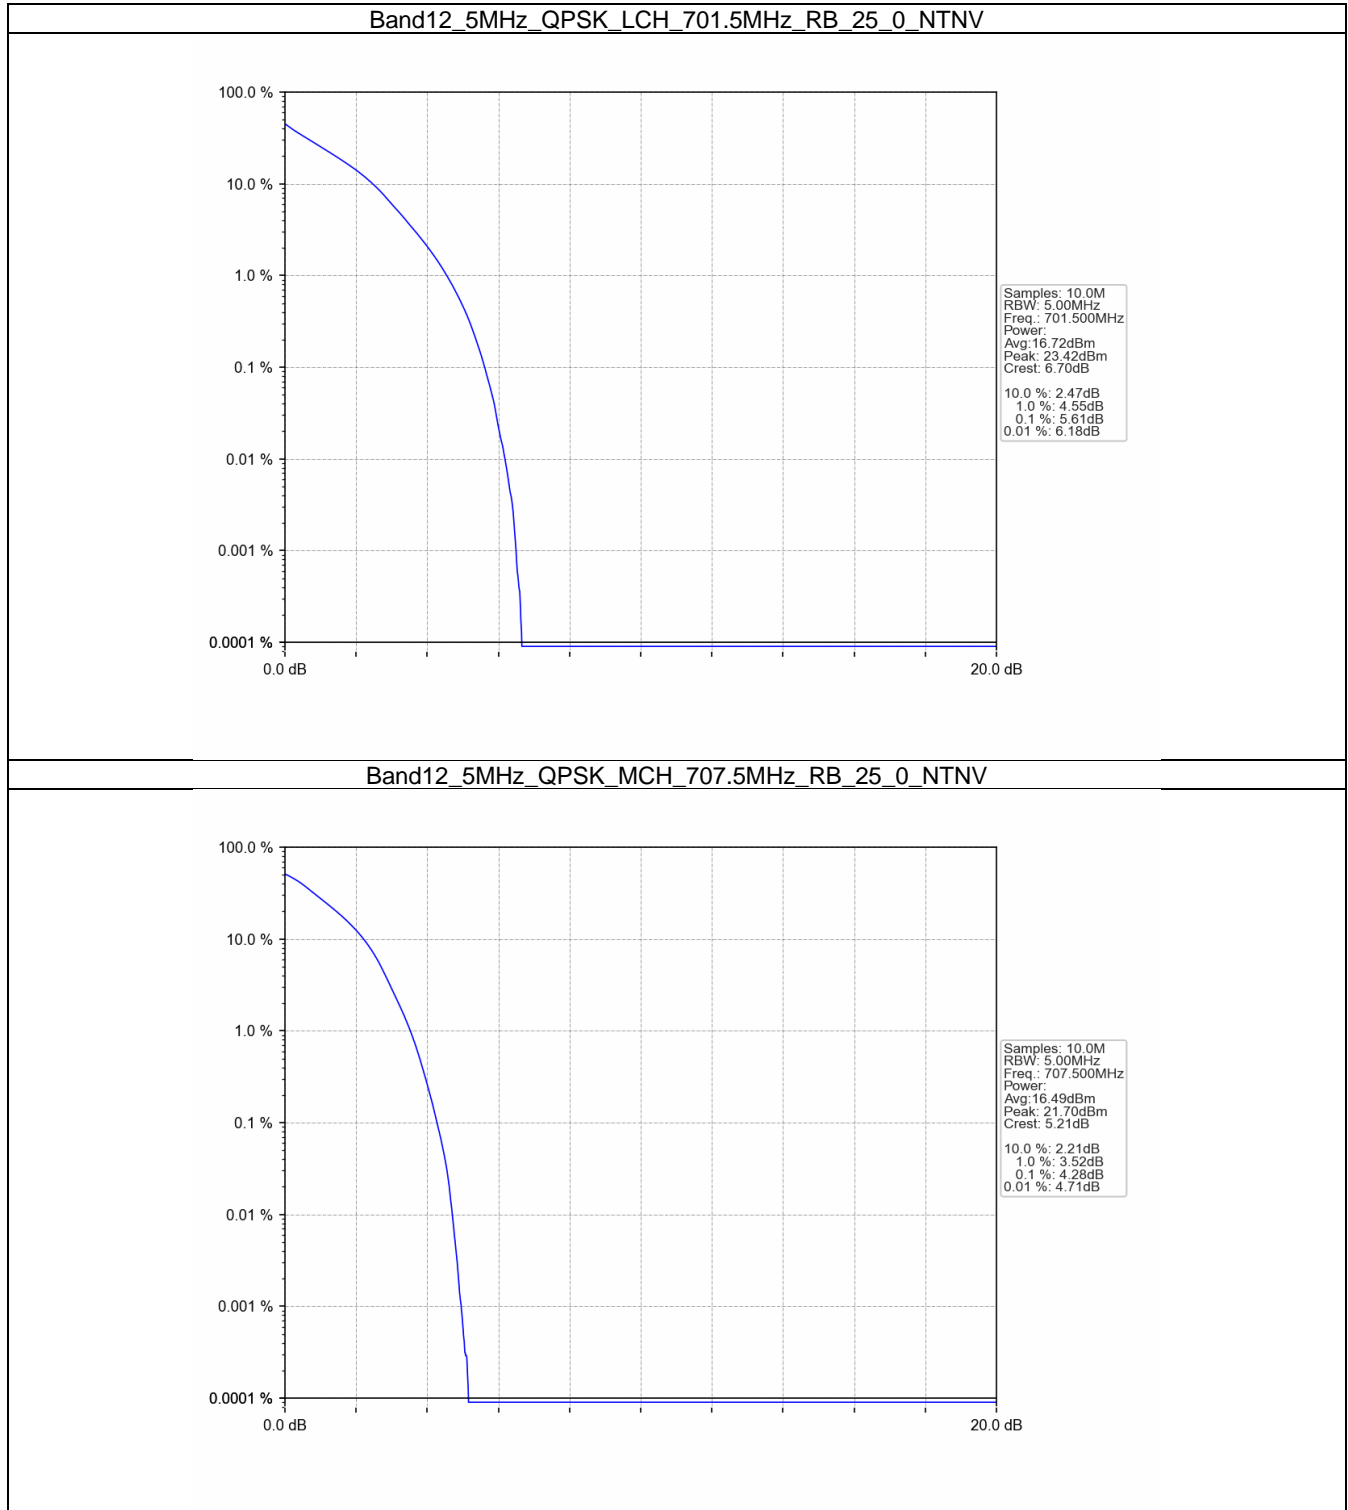 Band12_5MHz_QPSK_LCH_701.5MHz_RB_25_0_NTNV
100.0 %
10.0 %
1.0 %
0.1 %
0.01 %
0.001 %
0.0001 %
0.0 dB
20.0 dB
Samples: 10.0M
RBW: 5.00MHz
Freq.: 701.500MHz
Power:
Avg:16.72dBm
Peak: 23.42dBm
Crest: 6.70dB
10.0 %: 2.47dB
1.0 %: 4.55dB
0.1 %: 5.61dB
0.01 %: 6.18dB
Band12_5MHz_QPSK_MCH_707.5MHz_RB_25_0_NTNV
100.0 %
10.0 %
1.0 %
0.1 %
0.01 %
0.001 %
0.0001 %
0.0 dB
20.0 dB
Samples: 10.0M
RBW: 5.00MHz
Freq.: 707.500MHz
Power:
Avg:16.49dBm
Peak: 21.70dBm
Crest: 5.21dB
10.0 %: 2.21dB
1.0 %: 3.52dB
0.1 %: 4.28dB
0.01 %: 4.71dB